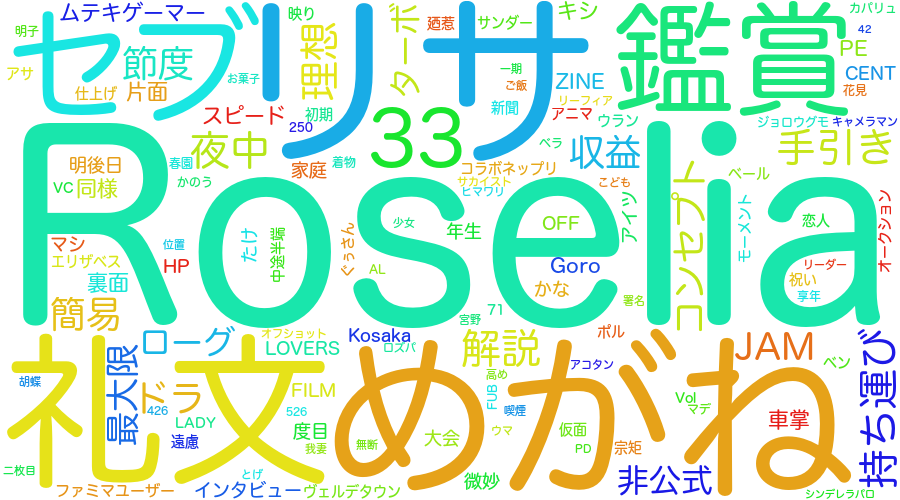 ムテキゲーマー
映り
ターボ
廼惹
サンダー
キシ
カパリュ
42
明子
アサ
セブリサ
鑑賞
節度
理想
お菓子
一期
ご飯
ZINE
PE
CENT
仕上げ
片面
スピード
新聞
リーフィア
アニマ
花見
初期
250
33
ウラン
ジョロウグモ
キャメラマン
夜中
ベラ
収益
手引き
明後日
春園
家庭
着物
コラボネップリ
ベール
VC
同様
かのう
サカイスト
ヒマワリ
こども
Roselia
コンセプト
アイツ
モーメント
オークション
たけ
中途半端
ぐぅさん
少女
OFF
年生
恋人
マシ
位置
エリザベス
HP
AL
Goro
リーダー
裏面
かな
祝い
享年
署名
簡易
71
宮野
ローグ
オフショット
Kosaka
LOVERS
ロズパ
解説
ポル
JAM
礼文
めがね
最大限
胡蝶
ドラ
FILM
高め
アコタン
ベン
持ち運び
426
LADY
526
FUB
喫煙
Vol
マデ
遠慮
度目
我妻
無断
大会
ウマ
仮面
PD
宗矩
車掌
二枚目
とげ
微妙
非公式
ファミマユーザー
インタビュー
ヴェルデタウン
シンデレラパロ